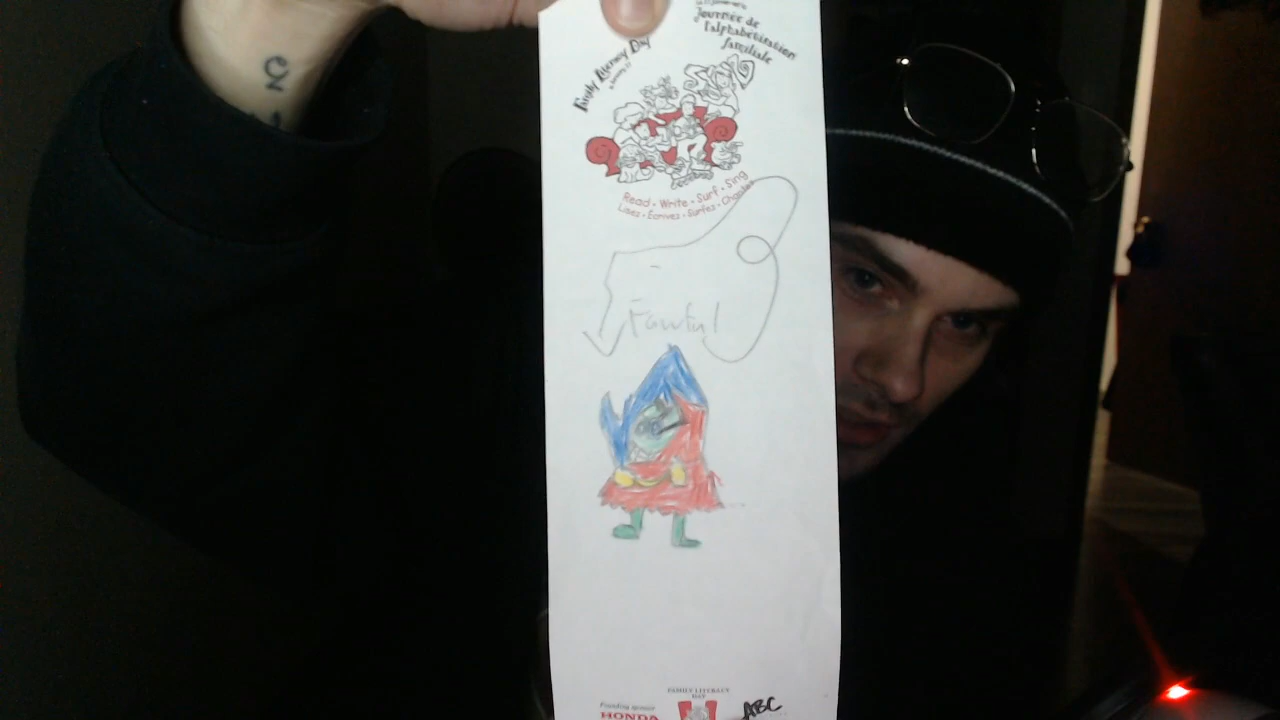 Journée de
l'alphabétisation
familiale
Family Literacy Day
Read • Write • Surf • Sing
Lisez • Écrivez • Surfez • Chantez
Fawful
FAMILY LITERACY
DAY
Founding sponsor
HONDA
ABC